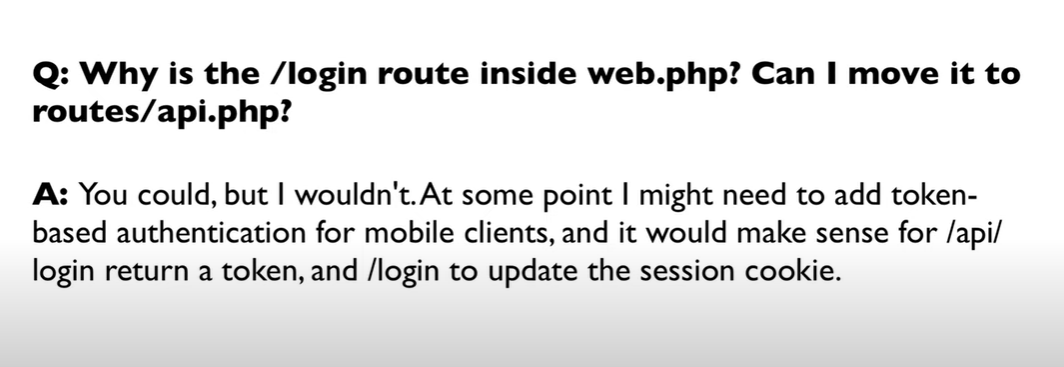 Q: Why is the /login route inside web.php? Can I move it to
routes/api.php?
A: You could, but I wouldn't. At some point I might need to add token-
based authentication for mobile clients, and it would make sense for /api/
login return a token, and /login to update the session cookie.